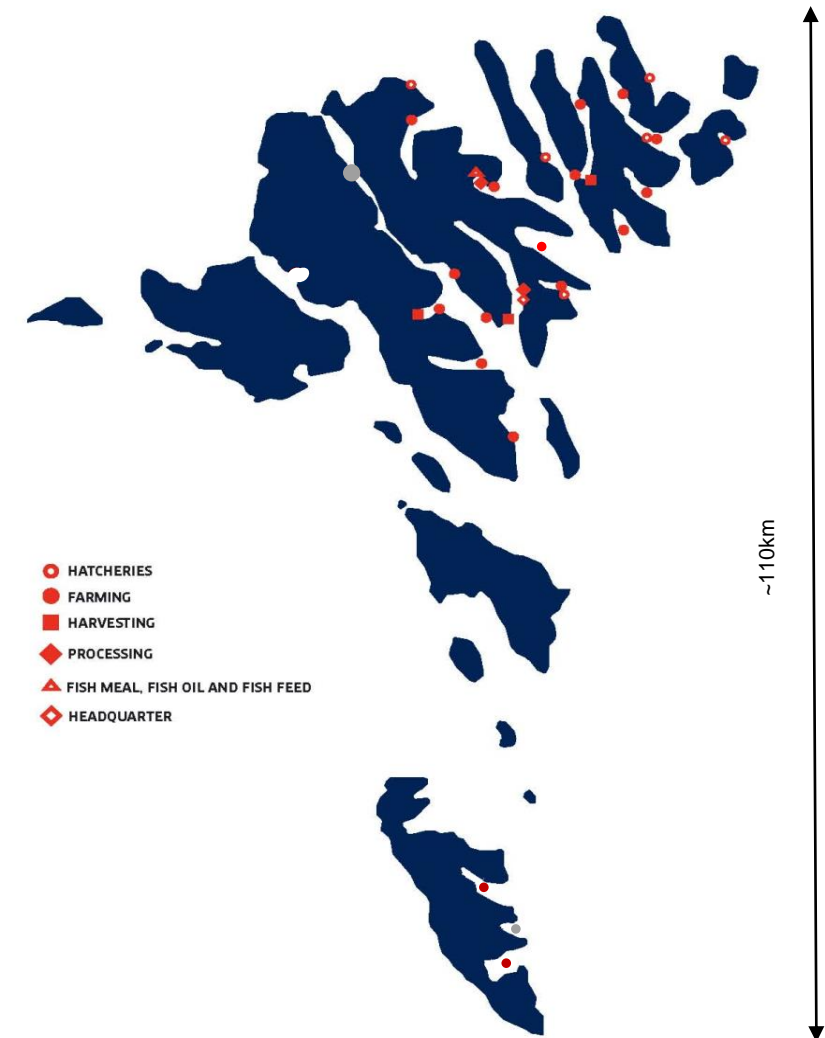 HATCHERIES
FARMING
HARVESTING
PROCESSING
FISH MEAL, FISH OIL AND FISH FEED
HEADQUARTER
~110km